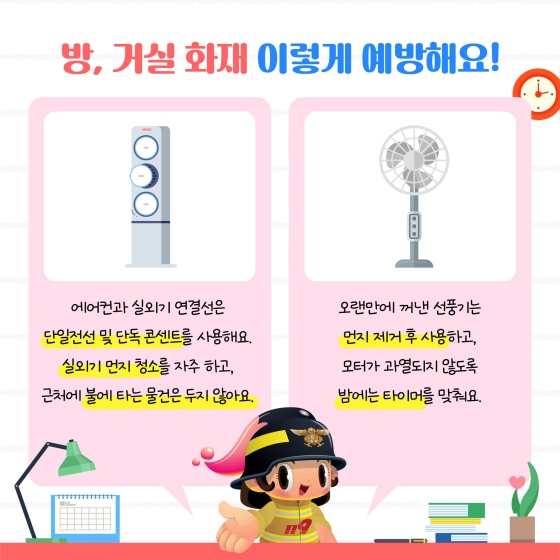 방, 거실 화재 이렇게 예방해요!
에어컨과 실외기 연결선은
단일전선 및 단독 콘센트를 사용해요.
실외기 먼지 청소를 자주 하고,
근처에 불에 타는 물건은 두지 않아요.
오랜만에 꺼낸 선풍기는
먼지 제거 후 사용하고,
모터가 과열되지 않도록
밤에는 타이머를 맞춰요.
119